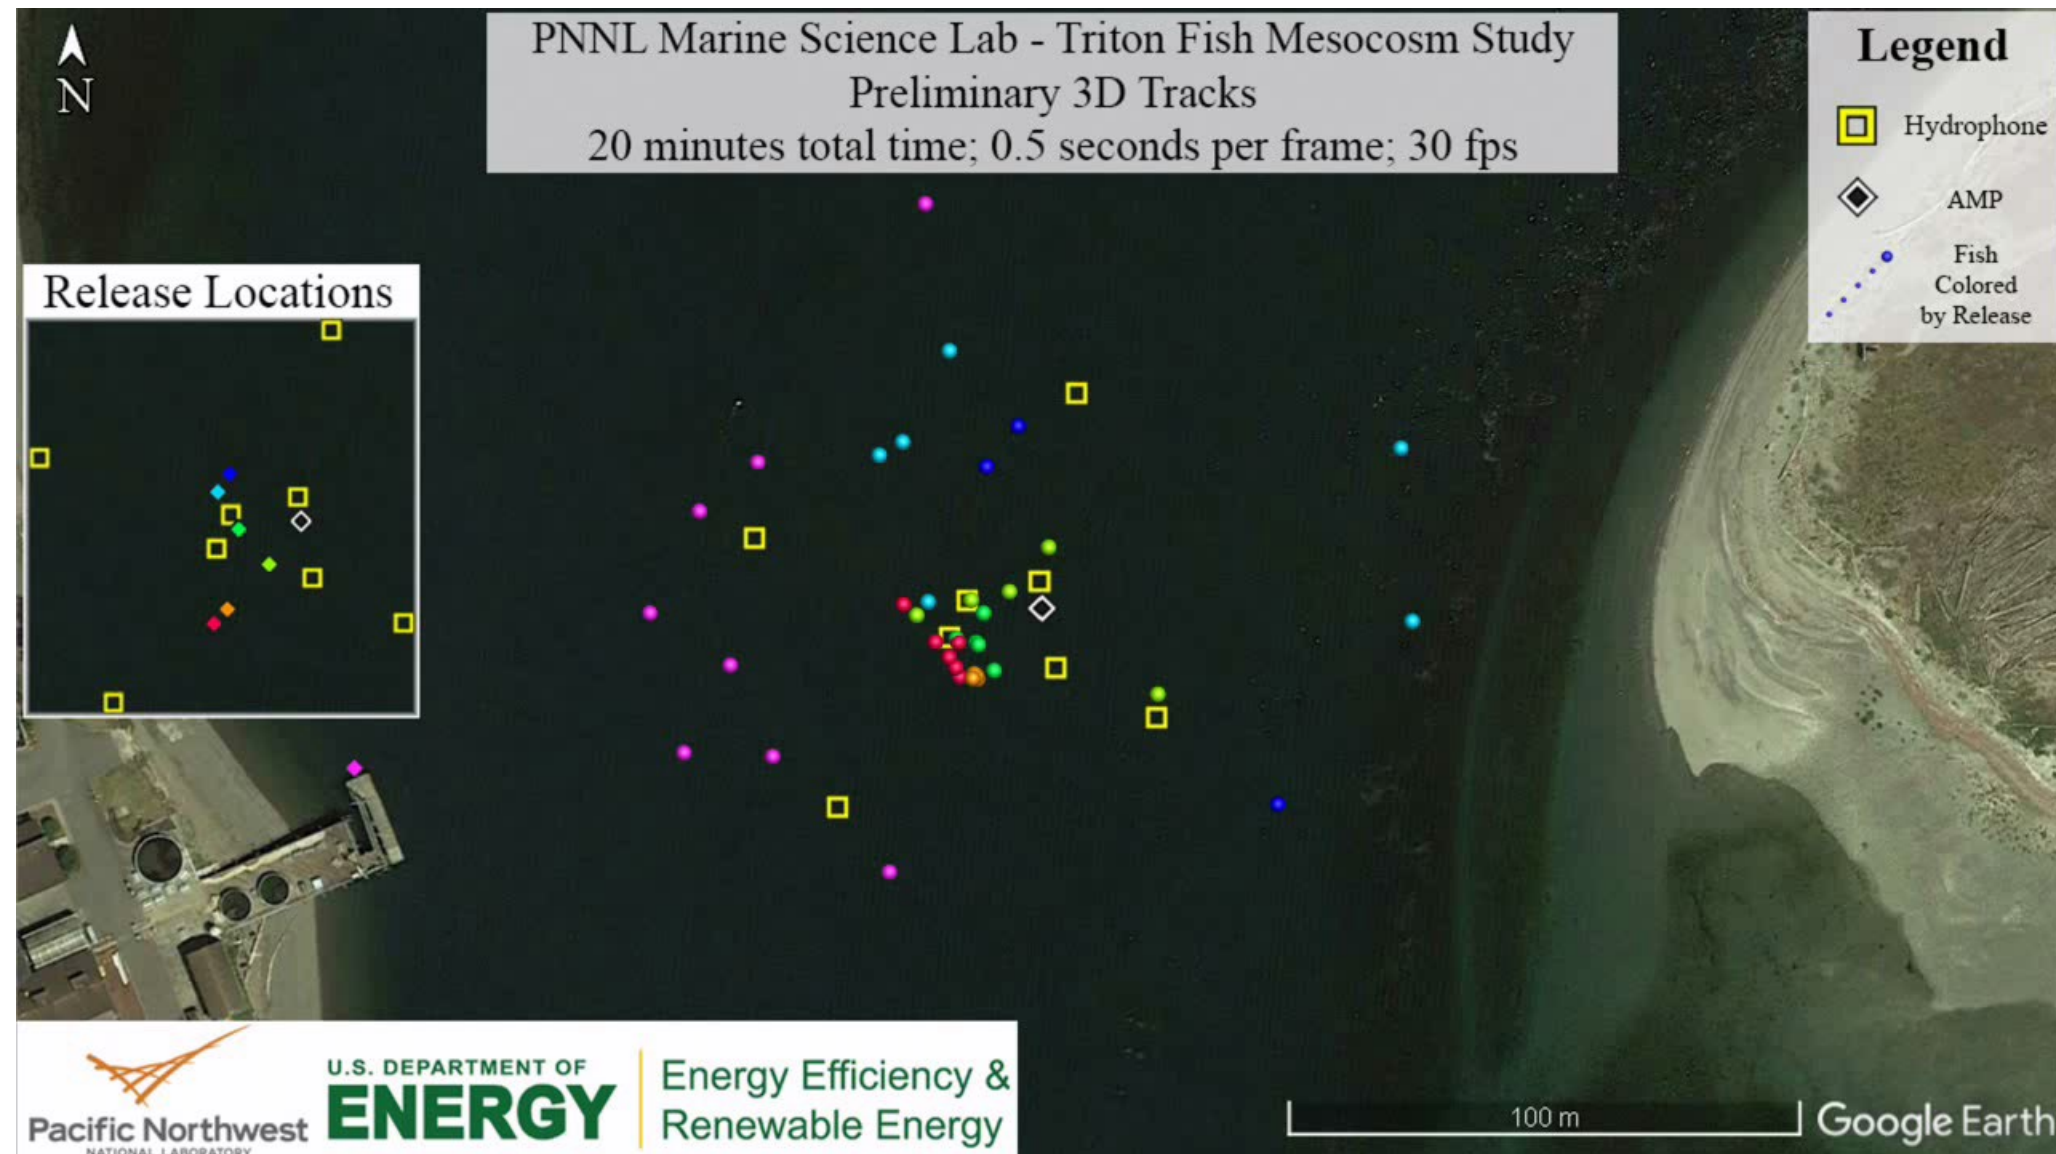 N
PNNL Marine Science Lab - Triton Fish Mesocosm Study
Preliminary 3D Tracks
20 minutes total time; 0.5 seconds per frame; 30 fps
Legend
Hydrophone
AMP
Fish
Colored
by Release
Release Locations
Pacific Northwest
NATIONAL LABORATORY
U.S. DEPARTMENT OF
ENERGY
Energy Efficiency &
Renewable Energy
100 m
Google Earth